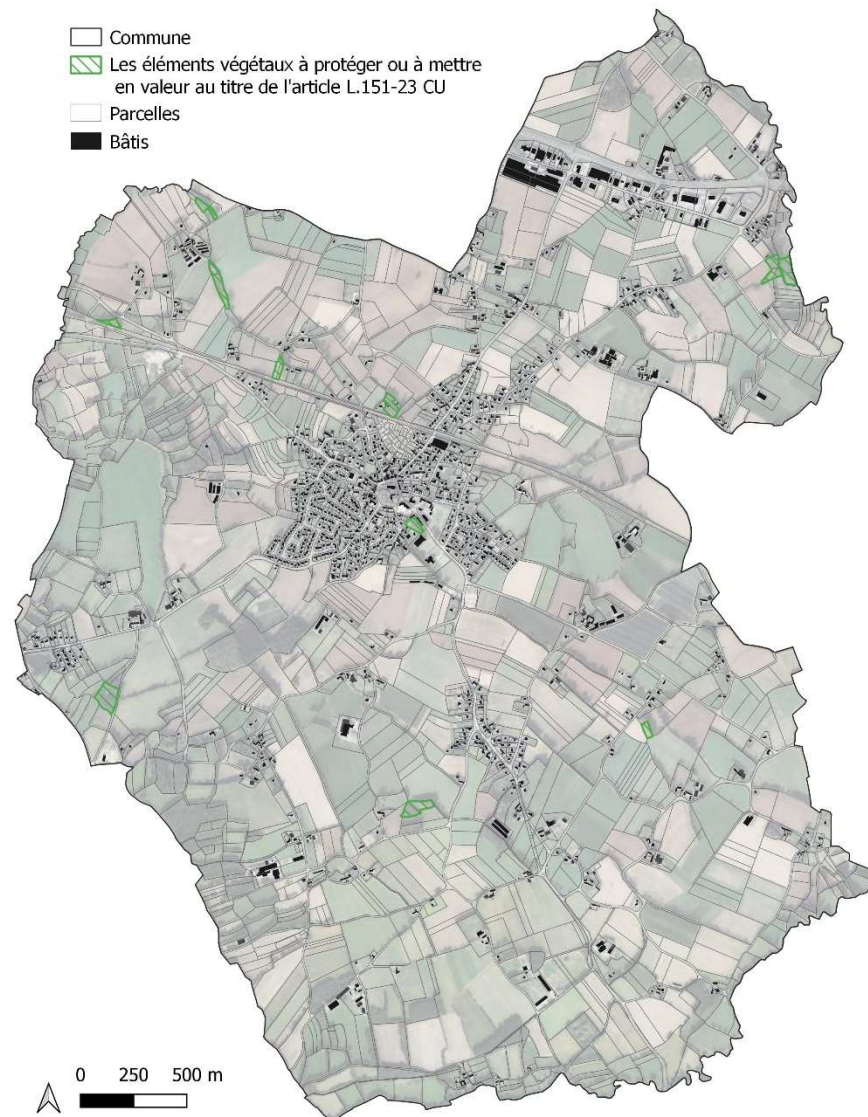 Commune
Les éléments végétaux à protéger ou à mettre
en valeur au titre de l'article L.151-23 CU
Parcelles
Bâtis
0 250 500 m